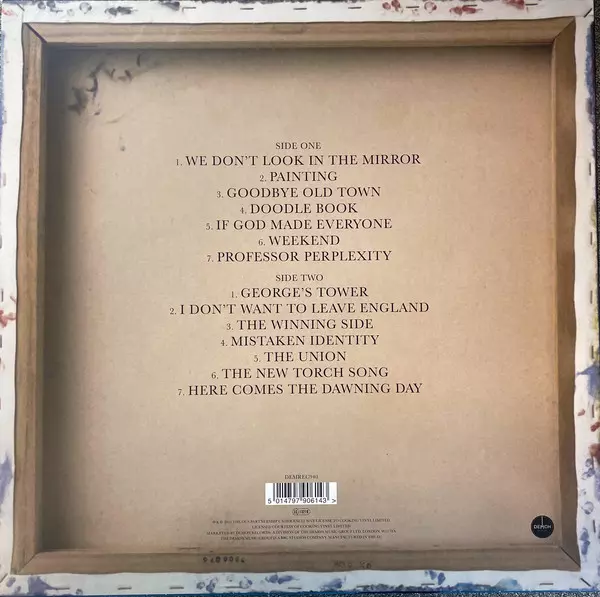 SIDE ONE
1. WE DON'T LOOK IN THE MIRROR
2. PAINTING
3. GOODBYE OLD TOWN
4. DOODLE BOOK
5. IF GOD MADE EVERYONE
6. WEEKEND
7. PROFESSOR PERPLEXITY
SIDE TWO
1. GEORGE'S TOWER
2. I DON'T WANT TO LEAVE ENGLAND
3. THE WINNING SIDE
4. MISTAKEN IDENTITY
5. THE UNION
6. THE NEW TORCH SONG
7. HERE COMES THE DAWNING DAY
5 014797 906143 >
DEMON